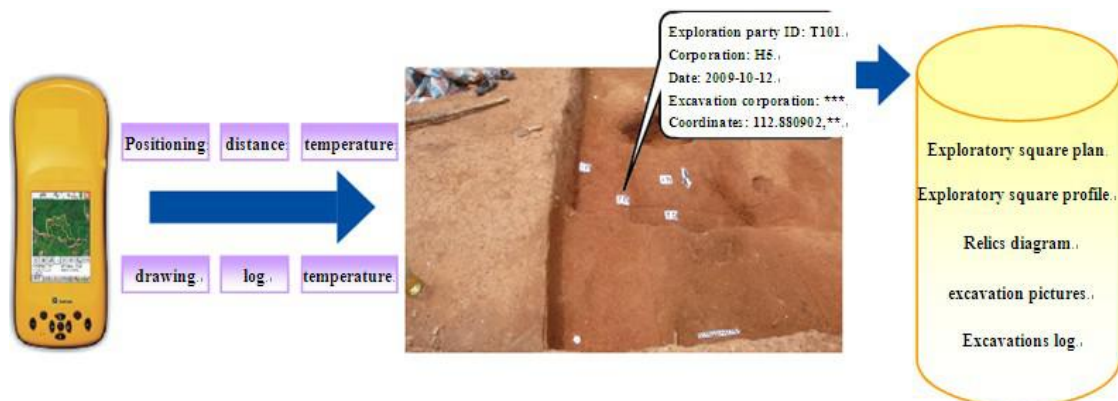 Exploration party ID: T101
Corporation: H5
Date: 2009-10-12
Excavation corporation: ***
Coordinates: 112.880902,**
Positioning
distance
temperature
drawing
log
temperature
Exploratory square plan
Exploratory square profile
Relics diagram
excavation pictures
Excavations log